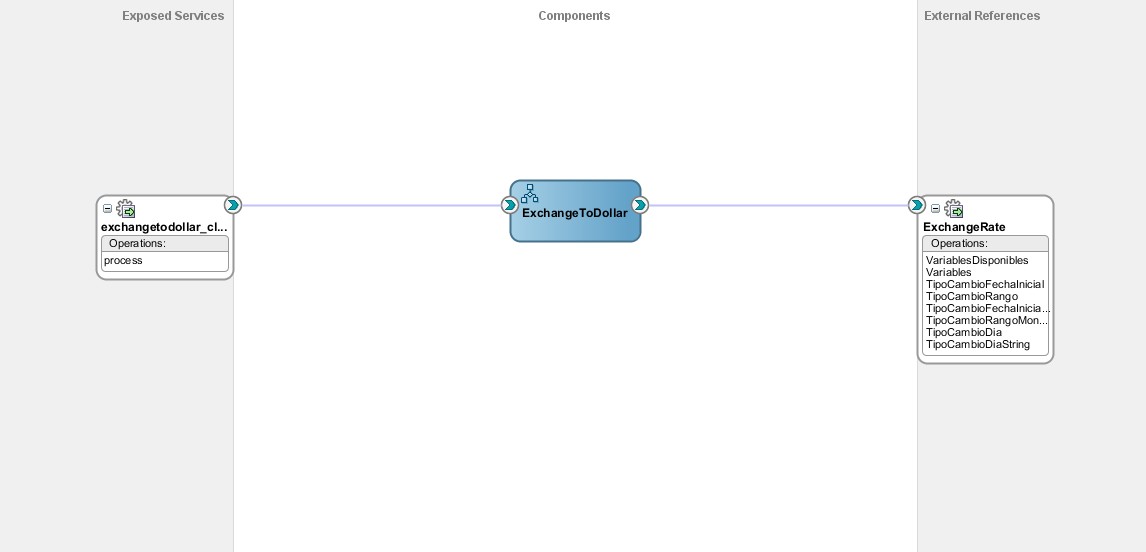 Exposed Services
Components
External References
exchangetodollar_cl...
Operations:
process
ExchangeToDollar
ExchangeRate
Operations:
VariablesDisponibles
Variables
TipoCambioFechaInicial
TipoCambioRango
TipoCambioFechaInicia...
TipoCambioRangoMon...
TipoCambioDia
TipoCambioDiaString